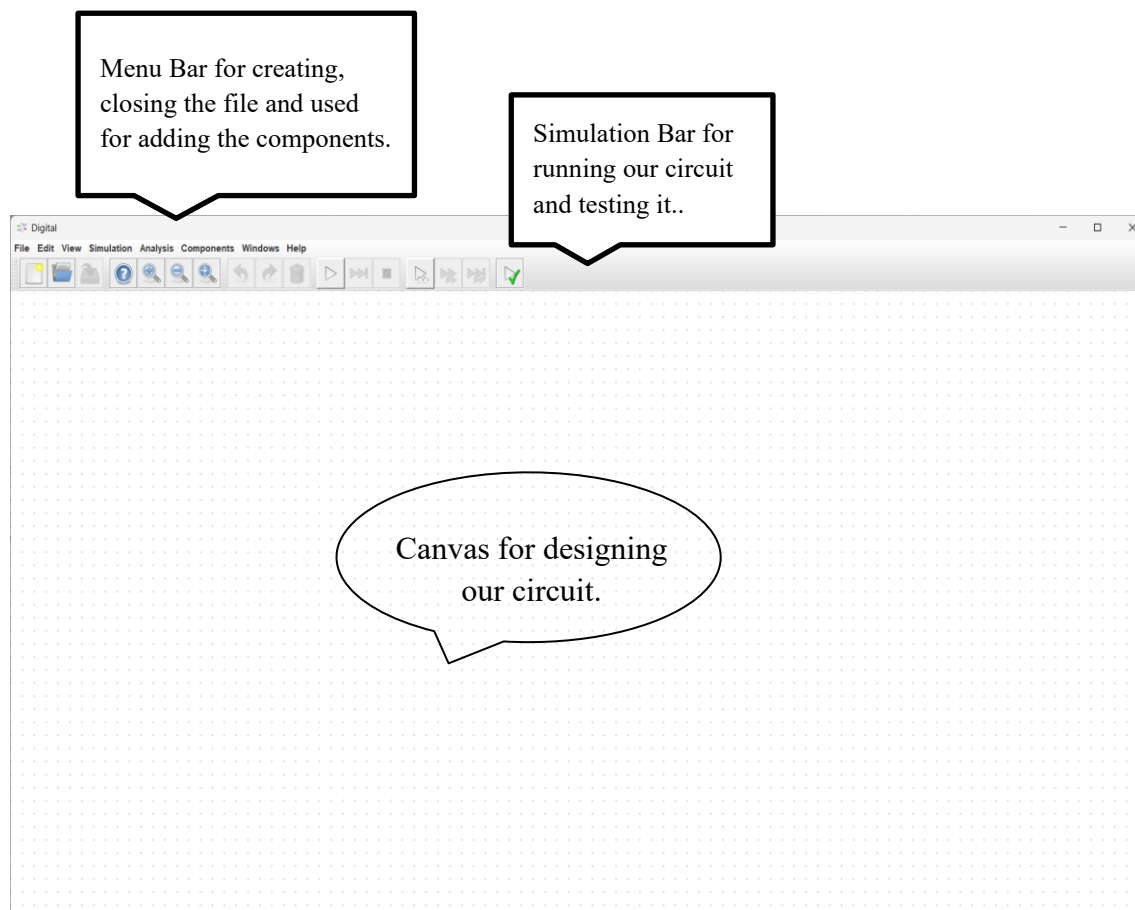 Menu Bar for creating,
closing the file and used
for adding the components.
Simulation Bar for
running our circuit
and testing it..
Digital
File Edit View Simulation Analysis Components Windows Help
Canvas for designing
our circuit.